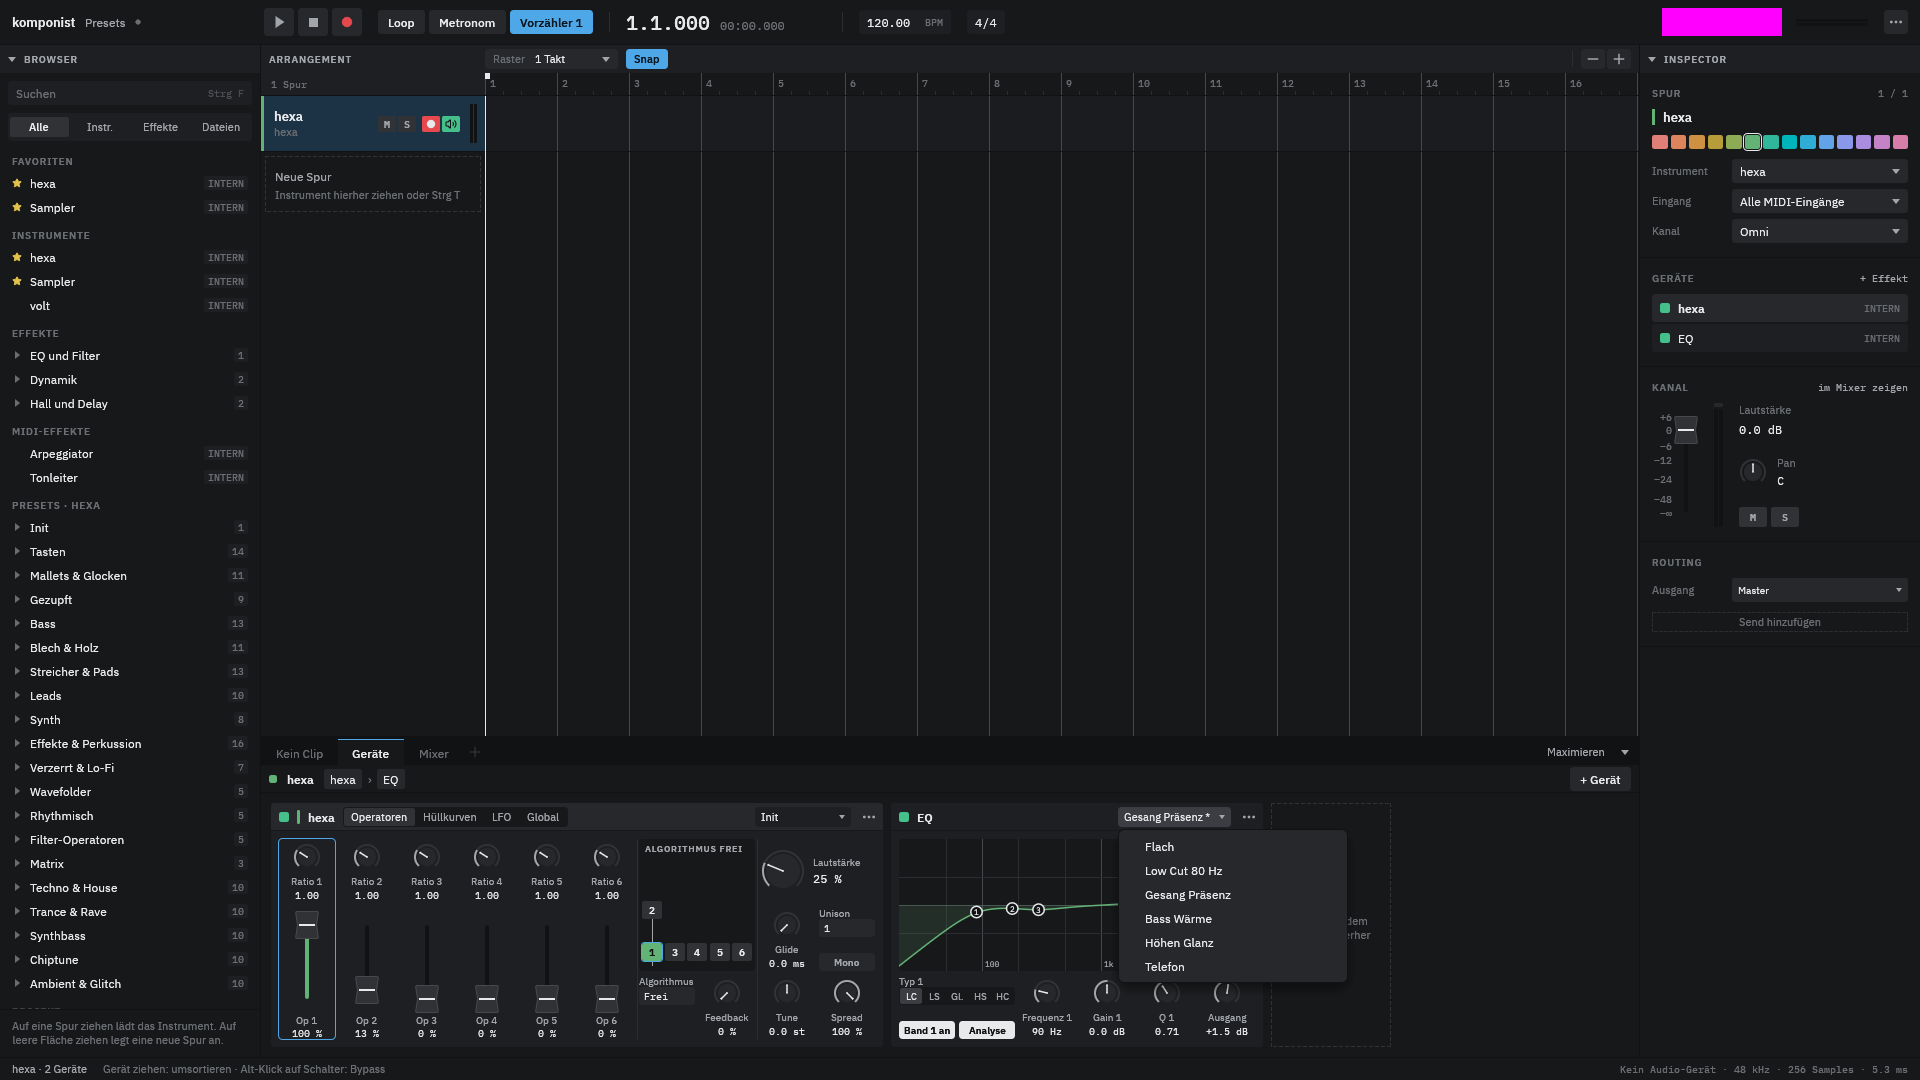 komponist Presets
Loop Metronom Vorzähler 1
1.1.000 00:00.000
120.00 BPM 4/4
BROWSER
Suchen Strg F
Alle Instr. Effekte Dateien
FAVORITEN
hexa INTERN
Sampler INTERN
INSTRUMENTE
hexa INTERN
Sampler INTERN
volt INTERN
EFFEKTE
EQ und Filter 1
Dynamik 2
Hall und Delay 2
MIDI-EFFEKTE
Arpeggiator INTERN
Tonleiter INTERN
PRESETS · HEXA
Init 1
Tasten 14
Mallets & Glocken 11
Gezupft 9
Bass 13
Blech & Holz 11
Streicher & Pads 13
Leads 10
Synth 8
Effekte & Perkussion 16
Verzerrt & Lo-Fi 7
Wavefolder 5
Rhythmisch 5
Filter-Operatoren 5
Matrix 3
Techno & House 10
Trance & Rave 10
Synthbass 10
Chiptune 10
Ambient & Glitch 10
Auf eine Spur ziehen lädt das Instrument. Auf
leere Fläche ziehen legt eine neue Spur an.
ARRANGEMENT Raster 1 Takt Snap
1 Spur
1 2 3 4 5 6 7 8 9 10 11 12 13 14 15 16
hexa
hexa
M S
Neue Spur
Instrument hierher ziehen oder Strg T
Kein Clip Geräte Mixer Maximieren
hexa hexa › EQ + Gerät
hexa Operatoren Hüllkurven LFO Global Init
Ratio 1 Ratio 2 Ratio 3 Ratio 4 Ratio 5 Ratio 6
1.00 1.00 1.00 1.00 1.00 1.00
Op 1 Op 2 Op 3 Op 4 Op 5 Op 6
100 % 13 % 0 % 0 % 0 % 0 %
ALGORITHMUS FREI
2
1 3 4 5 6
Algorithmus
Frei
Feedback
0 %
Lautstärke
25 %
Unison
1
Glide
0.0 ms
Mono
Tune
0.0 st
Spread
100 %
EQ Gesang Präsenz *
Flach
Low Cut 80 Hz
Gesang Präsenz
Bass Wärme
Höhen Glanz
Telefon
1 2 3
100 1k
dem
erher
Typ 1
LC LS GL HS HC
Band 1 an Analyse
Frequenz 1
90 Hz
Gain 1
0.0 dB
Q 1
0.71
Ausgang
+1.5 dB
INSPECTOR
SPUR 1 / 1
hexa
Instrument hexa
Eingang Alle MIDI-Eingänge
Kanal Omni
GERÄTE + Effekt
hexa INTERN
EQ INTERN
KANAL im Mixer zeigen
+6
0
−6
−12
−24
−48
−∞
Lautstärke
0.0 dB
Pan
C
M S
ROUTING
Ausgang Master
Send hinzufügen
hexa · 2 Geräte Gerät ziehen: umsortieren · Alt-Klick auf Schalter: Bypass
Kein Audio-Gerät · 48 kHz · 256 Samples · 5.3 ms